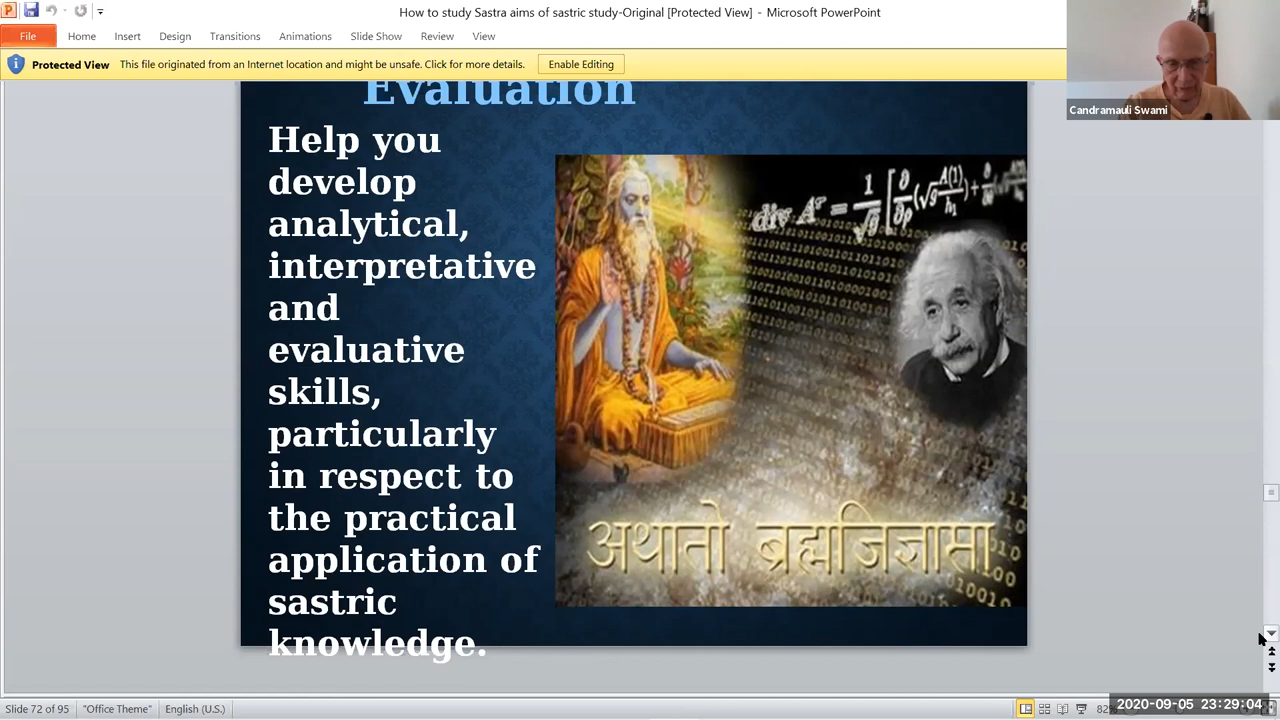 How to study Sastra aims of sastric study-Original [Protected View] - Microsoft PowerPoint
File Home Insert Design Transitions Animations Slide Show Review View
Protected View This file originated from an Internet location and might be unsafe. Click for more details. Enable Editing
Candramauli Swami
Evaluation
Help you
develop
analytical,
interpretative
and
evaluative
skills,
particularly
in respect to
the practical
application of
sastric
knowledge.
अथातो ब्रह्मजिज्ञासा
Slide 72 of 95 "Office Theme" English (U.S.)
2020-09-05 23:29:04